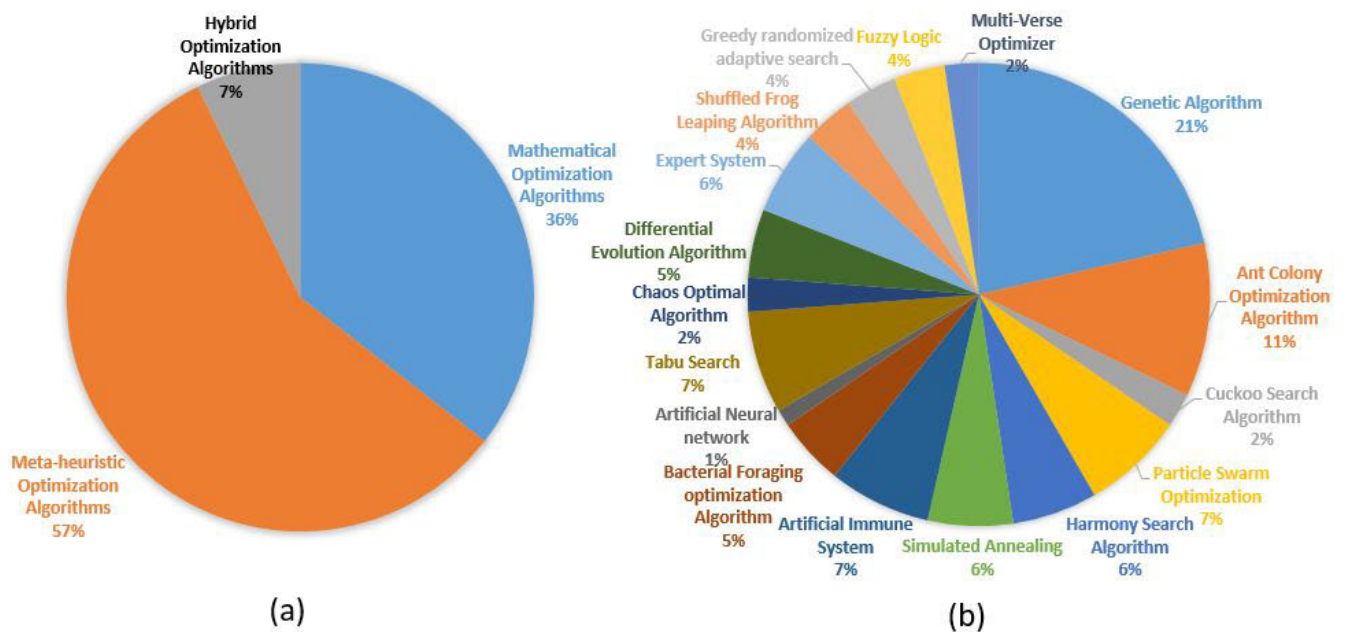 Hybrid
Optimization
Algorithms
7%
Mathematical
Optimization
Algorithms
36%
Meta-heuristic
Optimization
Algorithms
57%
(a)
Multi-Verse
Optimizer
2%
Genetic Algorithm
21%
Ant Colony
Optimization
Algorithm
11%
Cuckoo Search
Algorithm
2%
Particle Swarm
Optimization
7%
Harmony Search
Algorithm
6%
Simulated Annealing
6%
Artificial Immune
System
7%
Bacterial Foraging
optimization
Algorithm
5%
Artificial Neural
network
1%
Tabu Search
7%
Chaos Optimal
Algorithm
2%
Differential
Evolution Algorithm
5%
Expert System
6%
Shuffled Frog
Leaping Algorithm
4%
Greedy randomized
adaptive search
4%
Fuzzy Logic
4%
(b)